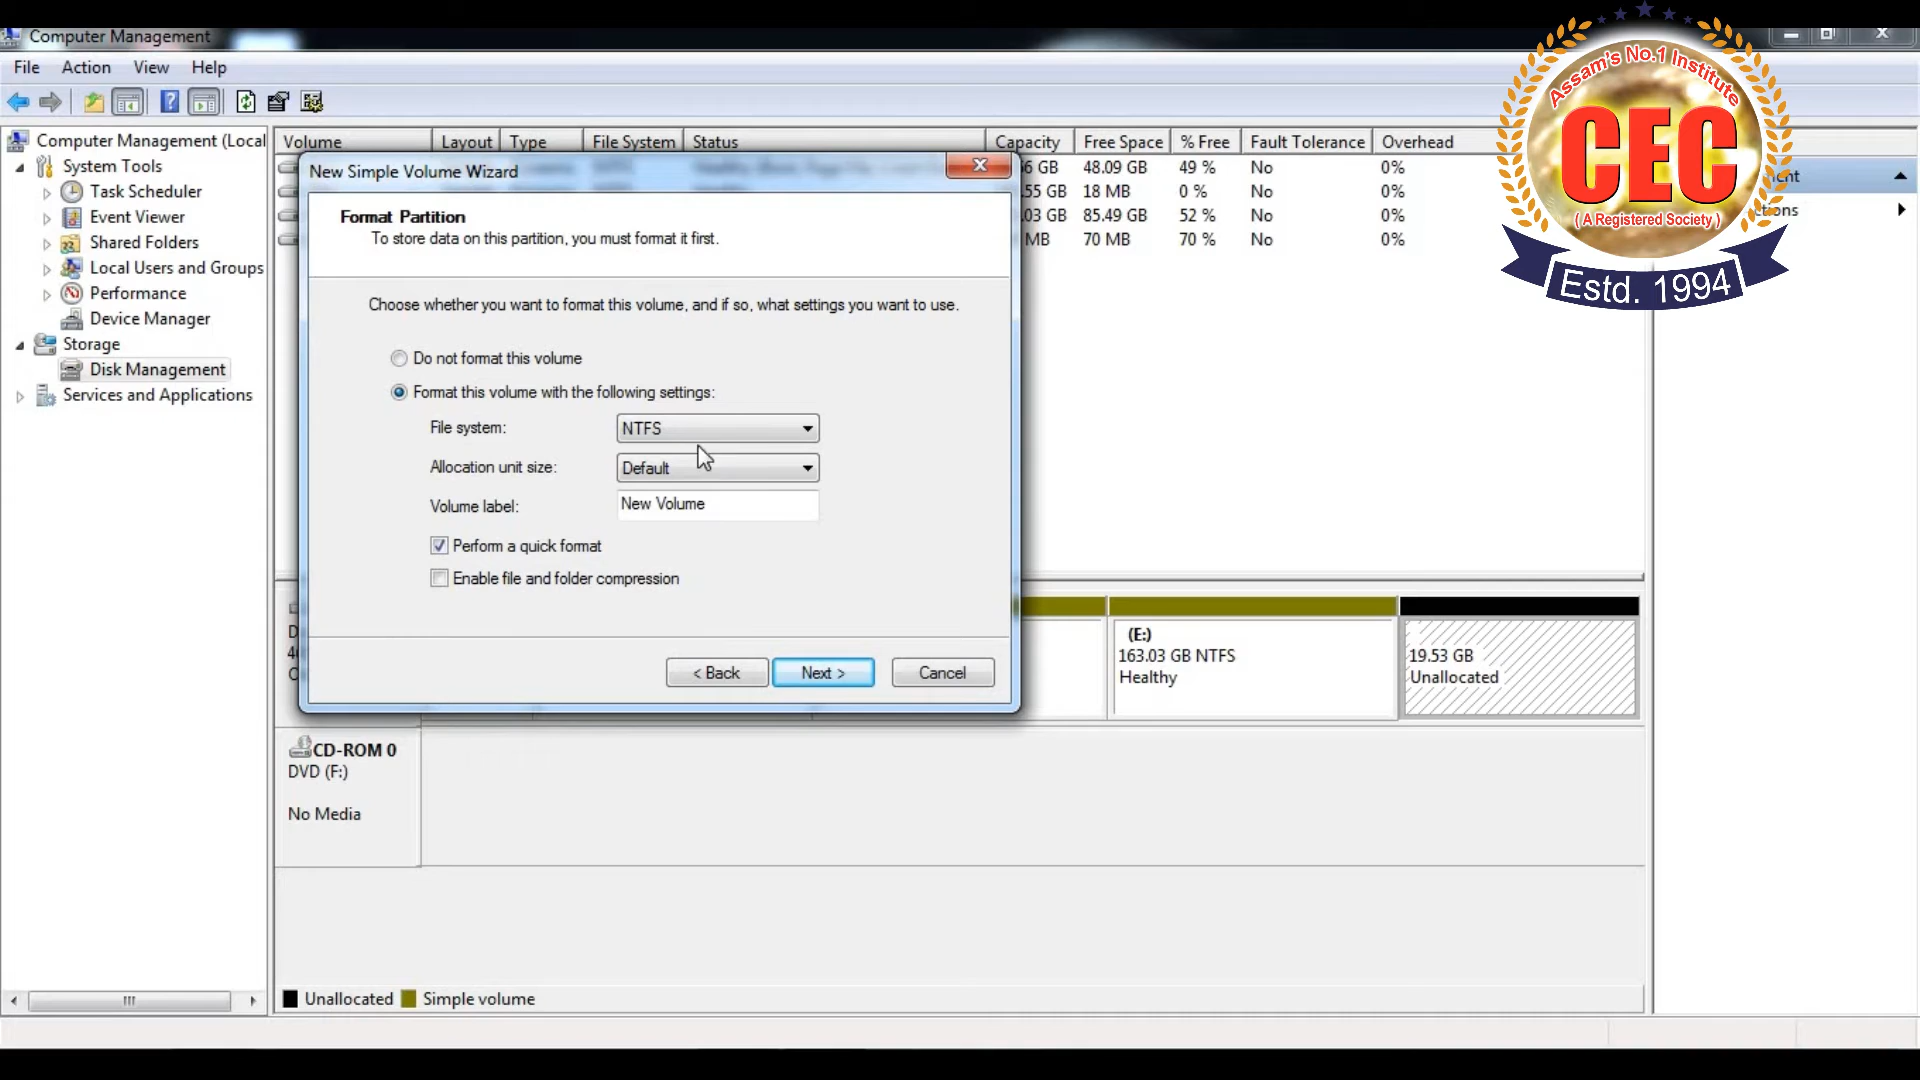 Computer Management
File Action View Help
Computer Management (Local
System Tools
Task Scheduler
Event Viewer
Shared Folders
Local Users and Groups
Performance
Device Manager
Storage
Disk Management
Services and Applications
Volume Layout Type File System Status Capacity Free Space % Free Fault Tolerance Overhead
6 GB 48.09 GB 49 % No 0%
.55 GB 18 MB 0 % No 0%
.03 GB 85.49 GB 52 % No 0%
MB 70 MB 70 % No 0%
New Simple Volume Wizard
Format Partition
To store data on this partition, you must format it first.
Choose whether you want to format this volume, and if so, what settings you want to use.
Do not format this volume
Format this volume with the following settings:
File system: NTFS
Allocation unit size: Default
Volume label: New Volume
Perform a quick format
Enable file and folder compression
< Back Next > Cancel
(E:)
163.03 GB NTFS
Healthy
19.53 GB
Unallocated
CD-ROM 0
DVD (F:)
No Media
Unallocated Simple volume
Assam's No.1 Institute
CEC
( A Registered Society )
Estd. 1994